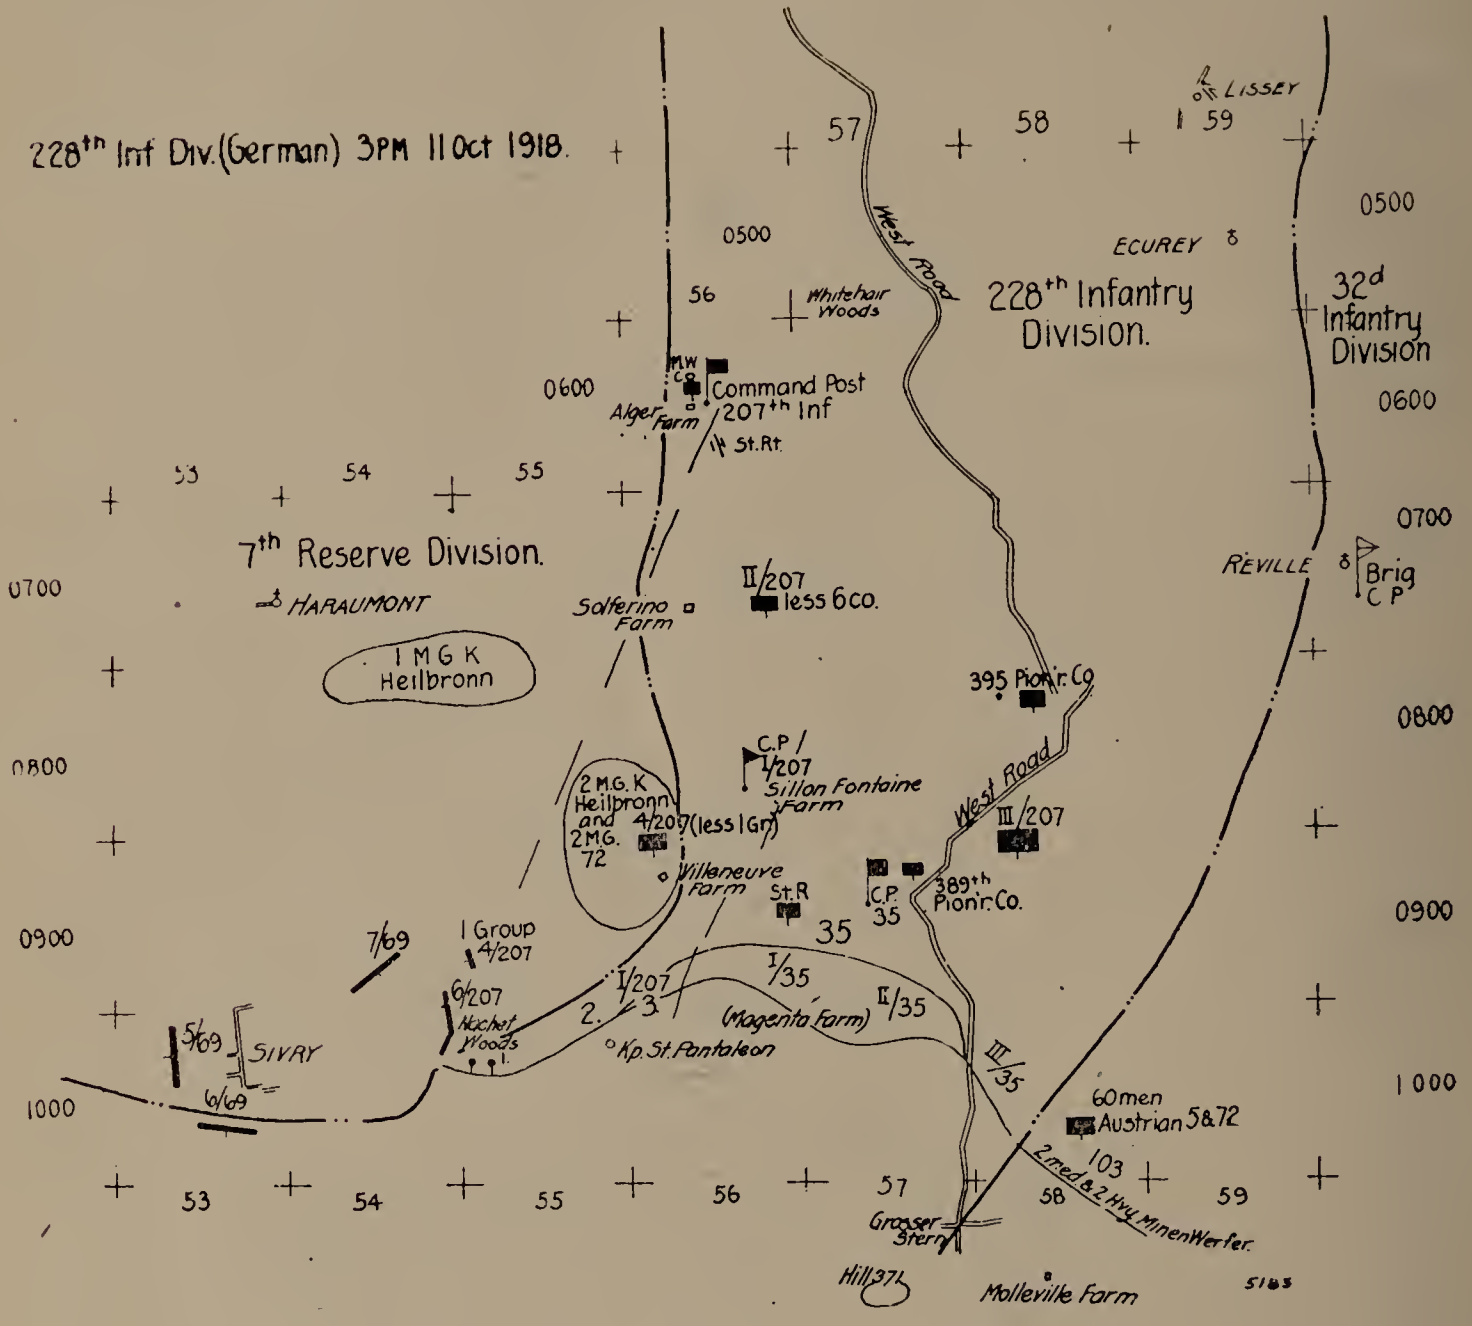 LISSEY
57
58
59
228th Inf Div.(German) 3PM 11 Oct 1918.
0500
0500
West Road
ECUREY
56
Whitehair
Woods
228th Infantry
Division.
32d
Infantry
Division
M.W
Co
0600
Command Post
207th Inf
Alger
Farm
0600
St.Rt.
53
54
55
0700
7th Reserve Division.
REVILLE
Brig
C P
II/207
less 6co.
0700
HARAUMONT
Solferino
Farm
1 M G K
Heilbronn
395 Pion'r. Co
0800
C.P
I/207
Sillon Fontaine
Farm
0800
West Road
2 M.G. K
Heilbronn
and
2 M.G.
72
4/207(less 1 Gr)
III/207
Villeneuve
Farm
St.R
C.P.
35
389th
Pion'r. Co.
0900
0900
7/69
1 Group
4/207
35
I/207
I/35
II/35
6/207
Hachet
Woods
2.
3.
(Magenta Farm)
5/69
SIVRY
1.
Kp. St. Pantaleon
III/35
1000
6/69
1000
60 men
Austrian 5&72
103
2 med & 2 Hvy MinenWerfer.
53
54
55
56
57
58
59
Grosser
Stern
Hill 371
Molleville Farm